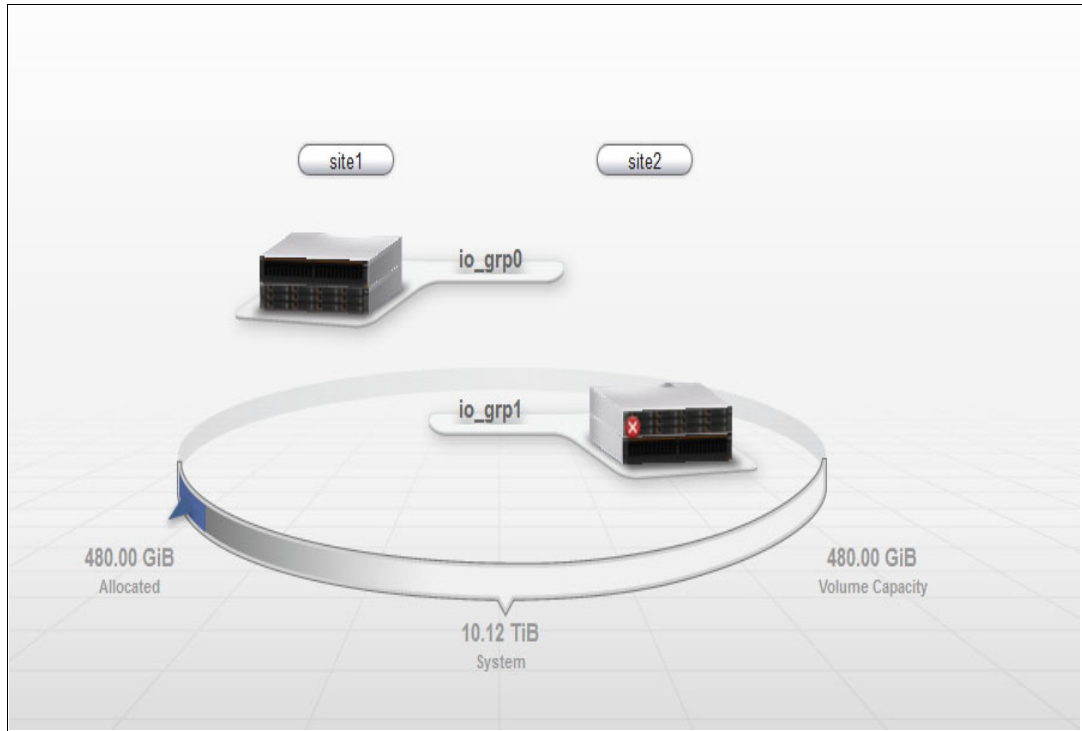 site1
site2
io_grp0
io_grp1
480.00 GiB
Allocated
480.00 GiB
Volume Capacity
10.12 TiB
System